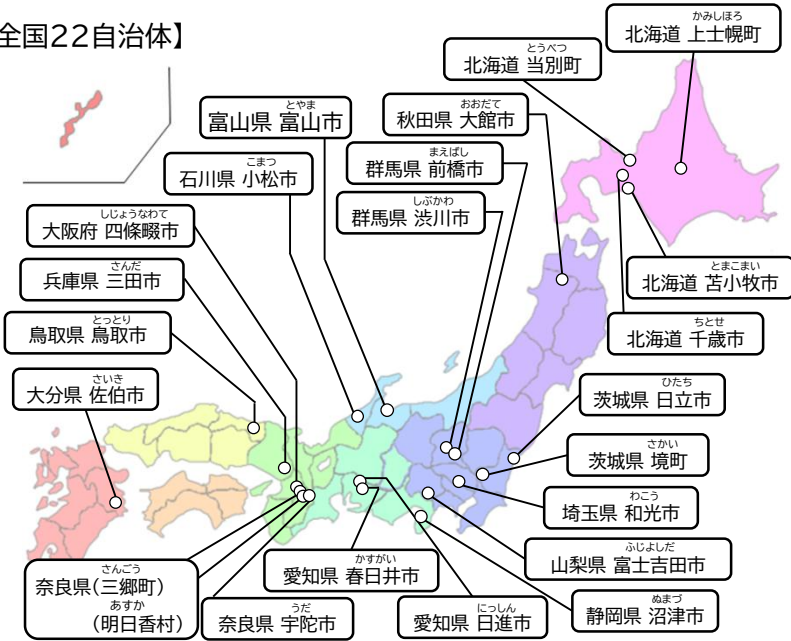 全国22自治体】
かみしほろ
北海道 上士幌町
とうべつ
北海道 当別町
おおだて
秋田県 大館市
とやま
富山県 富山市
まえばし
群馬県 前橋市
こまつ
石川県 小松市
しぶかわ
群馬県 渋川市
しじょうなわて
大阪府 四條畷市
さんだ
兵庫県 三田市
とまこまい
北海道 苫小牧市
とっとり
鳥取県 鳥取市
ちとせ
北海道 千歳市
さいき
大分県 佐伯市
ひたち
茨城県 日立市
さかい
茨城県 境町
わこう
埼玉県 和光市
ふじよしだ
山梨県 富士吉田市
かすがい
愛知県 春日井市
さんごう
奈良県(三郷町)
あすか
(明日香村)
うだ
奈良県 宇陀市
にっしん
愛知県 日進市
ぬまづ
静岡県 沼津市